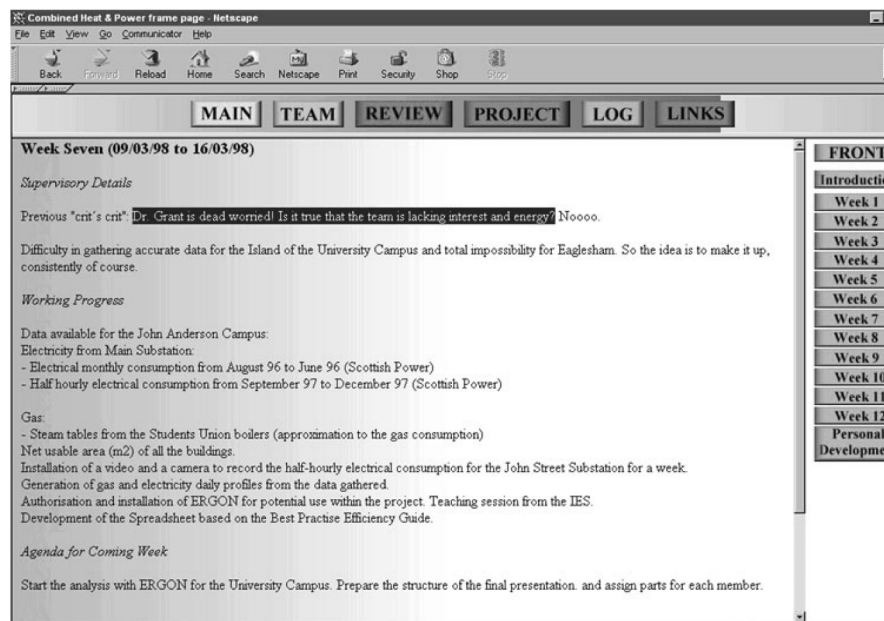 Combined Heat & Power frame page - Netscape
File Edit View Go Communicator Help
Back Forward Reload Home Search Netscape Print Security Shop Stop
MAIN TEAM REVIEW PROJECT LOG LINKS
Week Seven (09/03/98 to 16/03/98)
Supervisory Details
Previous "crit's crit": Dr. Grant is dead worried! Is it true that the team is lacking interest and energy? Noooo.
Difficulty in gathering accurate data for the Island of the University Campus and total impossibility for Eaglesham. So the idea is to make it up,
consistently of course.
Working Progress
Data available for the John Anderson Campus:
Electricity from Main Substation:
- Electrical monthly consumption from August 96 to June 96 (Scottish Power)
- Half hourly electrical consumption from September 97 to December 97 (Scottish Power)
Gas:
- Steam tables from the Students Union boilers (approximation to the gas consumption)
Net usable area (m2) of all the buildings.
Installation of a video and a camera to record the half-hourly electrical consumption for the John Street Substation for a week.
Generation of gas and electricity daily profiles from the data gathered.
Authorisation and installation of ERGON for potential use within the project. Teaching session from the IES.
Development of the Spreadsheet based on the Best Practise Efficiency Guide.
Agenda for Coming Week
Start the analysis with ERGON for the University Campus. Prepare the structure of the final presentation. and assign parts for each member.
FRONT
Introductio
Week 1
Week 2
Week 3
Week 4
Week 5
Week 6
Week 7
Week 8
Week 9
Week 10
Week 11
Week 12
Personal
Developme